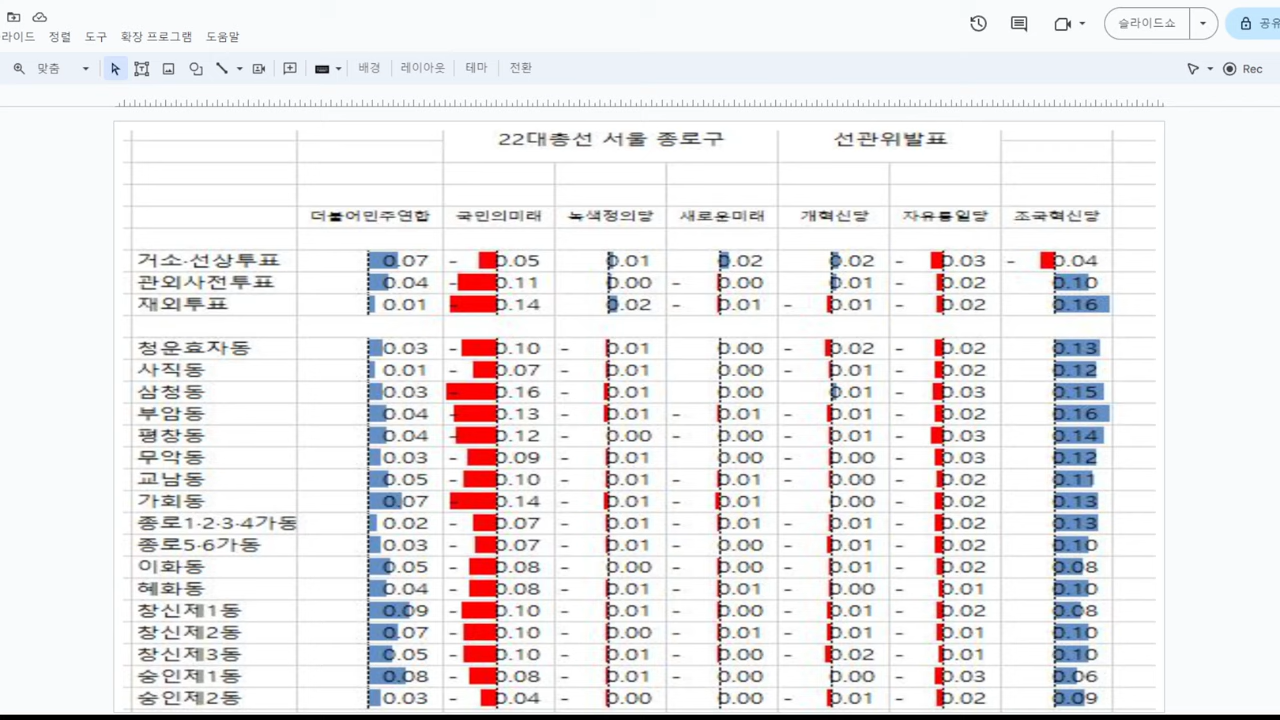 라이드 정렬 도구 확장 프로그램 도움말
슬라이드쇼 공유
맞춤 배경 레이아웃 테마 전환 Rec
22대총선 서울 종로구 선관위발표
더불어민주연합 국민의미래 녹색정의당 새로운미래 개혁신당 자유통일당 조국혁신당
거소·선상투표 0.07 - 0.05 0.01 0.02 0.02 - 0.03 - 0.04
관외사전투표 0.04 - 0.11 0.00 - 0.00 0.01 - 0.02 0.10
재외투표 0.01 - 0.14 0.02 - 0.01 - 0.01 - 0.02 0.16
청운효자동 0.03 - 0.10 - 0.01 0.00 - 0.02 - 0.02 0.13
사직동 0.01 - 0.07 - 0.01 0.00 - 0.01 - 0.02 0.12
삼청동 0.03 - 0.16 - 0.01 0.00 0.01 - 0.03 0.15
부암동 0.04 - 0.13 - 0.01 - 0.01 - 0.01 - 0.02 0.16
평창동 0.04 - 0.12 - 0.00 - 0.00 - 0.01 - 0.03 0.14
무악동 0.03 - 0.09 - 0.01 0.00 - 0.00 - 0.03 0.12
교남동 0.05 - 0.10 - 0.01 - 0.01 - 0.00 - 0.02 0.11
가회동 0.07 - 0.14 - 0.01 - 0.01 0.00 - 0.02 0.13
종로1·2·3·4가동 0.02 - 0.07 - 0.01 - 0.01 - 0.01 - 0.02 0.13
종로5·6가동 0.03 - 0.07 - 0.01 - 0.00 - 0.01 - 0.02 0.10
이화동 0.05 - 0.08 - 0.00 - 0.00 - 0.01 - 0.02 0.08
혜화동 0.04 - 0.08 - 0.01 - 0.01 - 0.00 - 0.01 0.10
창신제1동 0.09 - 0.10 - 0.01 - 0.00 - 0.01 - 0.02 0.08
창신제2동 0.07 - 0.10 - 0.00 - 0.01 - 0.01 - 0.01 0.10
창신제3동 0.05 - 0.10 - 0.01 - 0.00 - 0.02 - 0.01 0.10
숭인제1동 0.08 - 0.08 - 0.01 - 0.00 0.00 - 0.03 0.06
숭인제2동 0.03 - 0.04 - 0.00 0.00 - 0.01 - 0.02 0.09